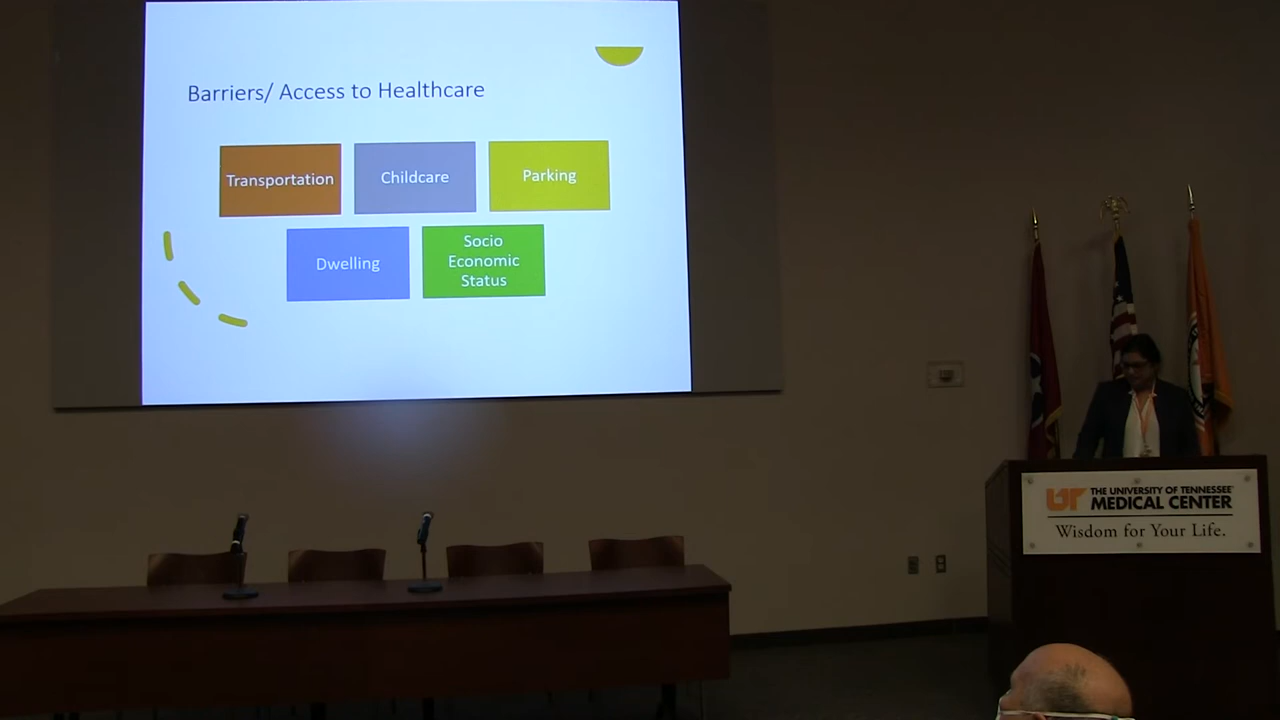 Barriers/ Access to Healthcare
Transportation
Childcare
Parking
Dwelling
Socio
Economic
Status
UT THE UNIVERSITY OF TENNESSEE
MEDICAL CENTER
Wisdom for Your Life.